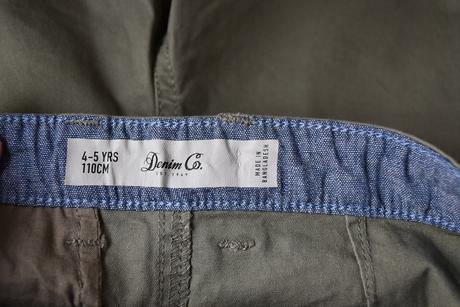 4-5 YRS
110CM
Denim Co.
EST. 1969
MADE IN
BANGLADESH